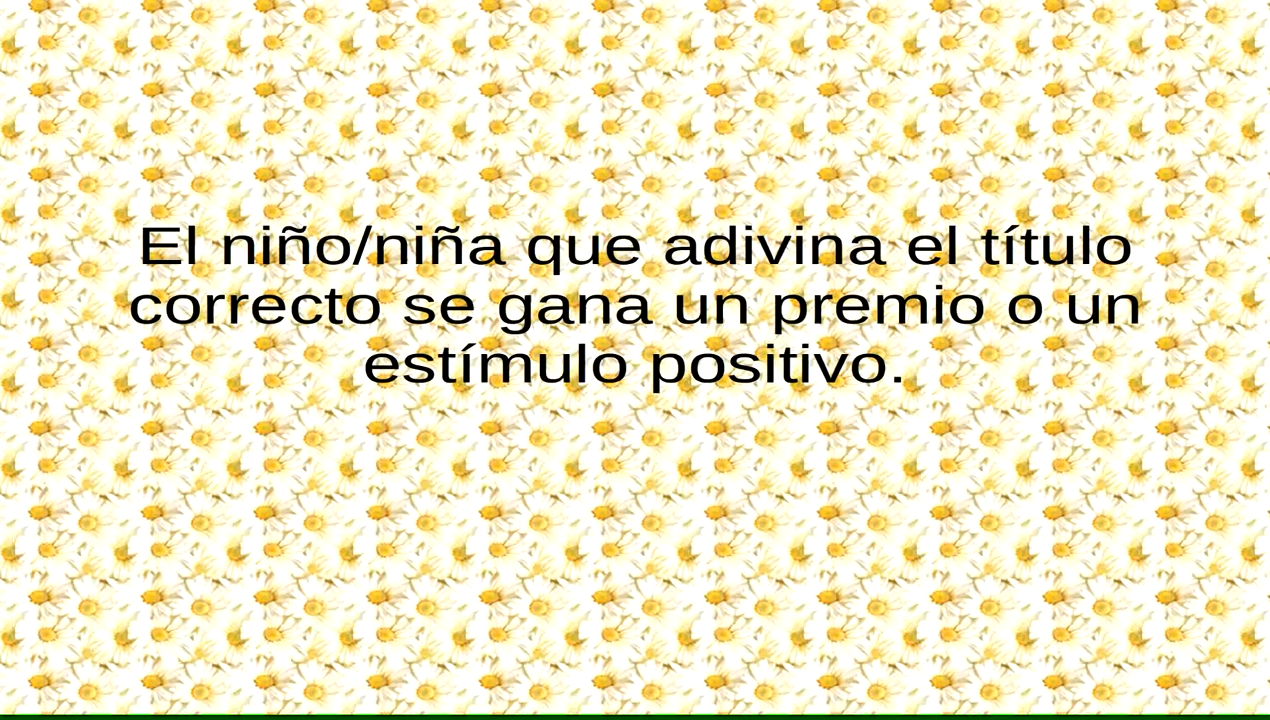 El niño/niña que adivina el título
correcto se gana un premio o un
estímulo positivo.